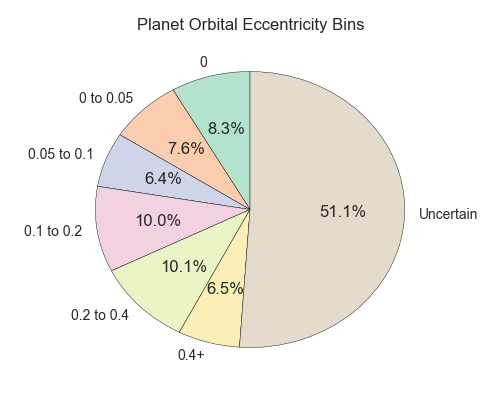 Planet Orbital Eccentricity Bins
0
0 to 0.05
8.3%
7.6%
0.05 to 0.1
6.4%
51.1%
Uncertain
0.1 to 0.2
10.0%
10.1%
6.5%
0.2 to 0.4
0.4+